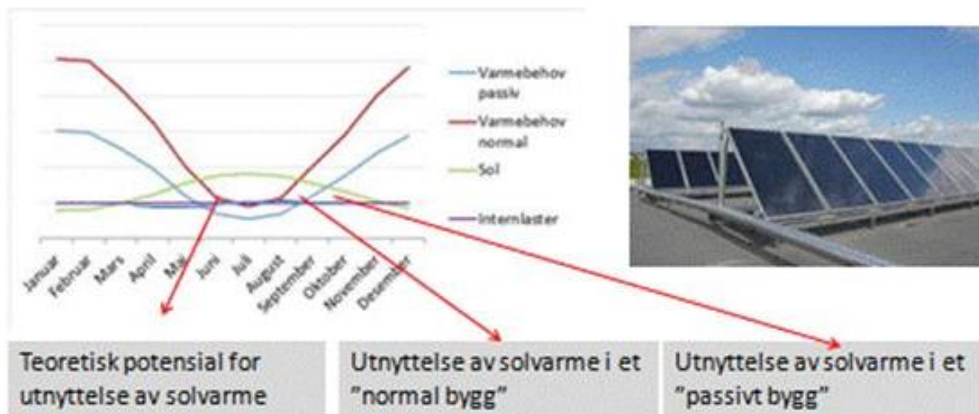 Varmebehov
passiv
Varmebehov
normal
Sol
Internlaster
Januar
Februar
Mars
April
Mai
Juni
Juli
August
September
Oktober
November
Desember
Teoretisk potensial for
utnyttelse av solvarme
Utnyttelse av solvarme i et
"normal bygg"
Utnyttelse av solvarme i et
"passivt bygg"